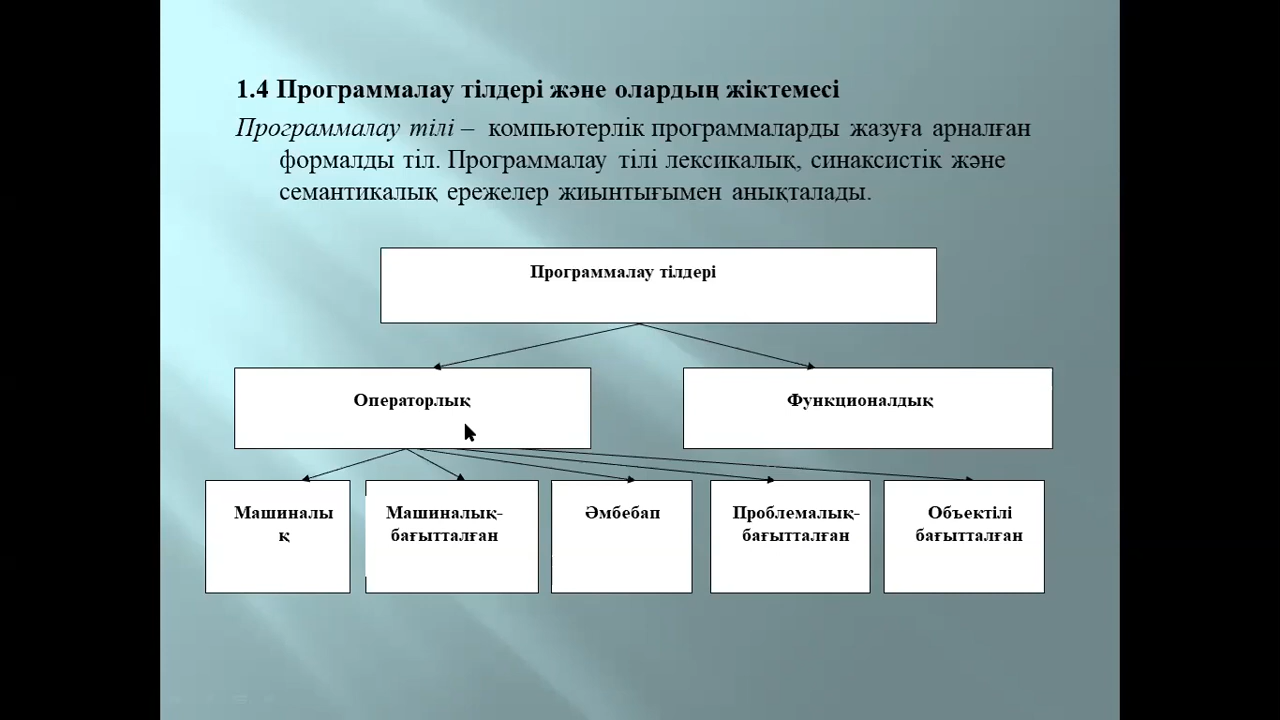 1.4 Программалау тілдері және олардың жіктемесі
Программалау тілі – компьютерлік программаларды жазуға арналған
формалды тіл. Программалау тілі лексикалық, синаксистік және
семантикалық ережелер жиынтығымен анықталады.
Программалау тілдері
Операторлық
Функционалдық
Машиналы
қ
Машиналық-
бағытталған
Әмбебап
Проблемалық-
бағытталған
Объектілі
бағытталған